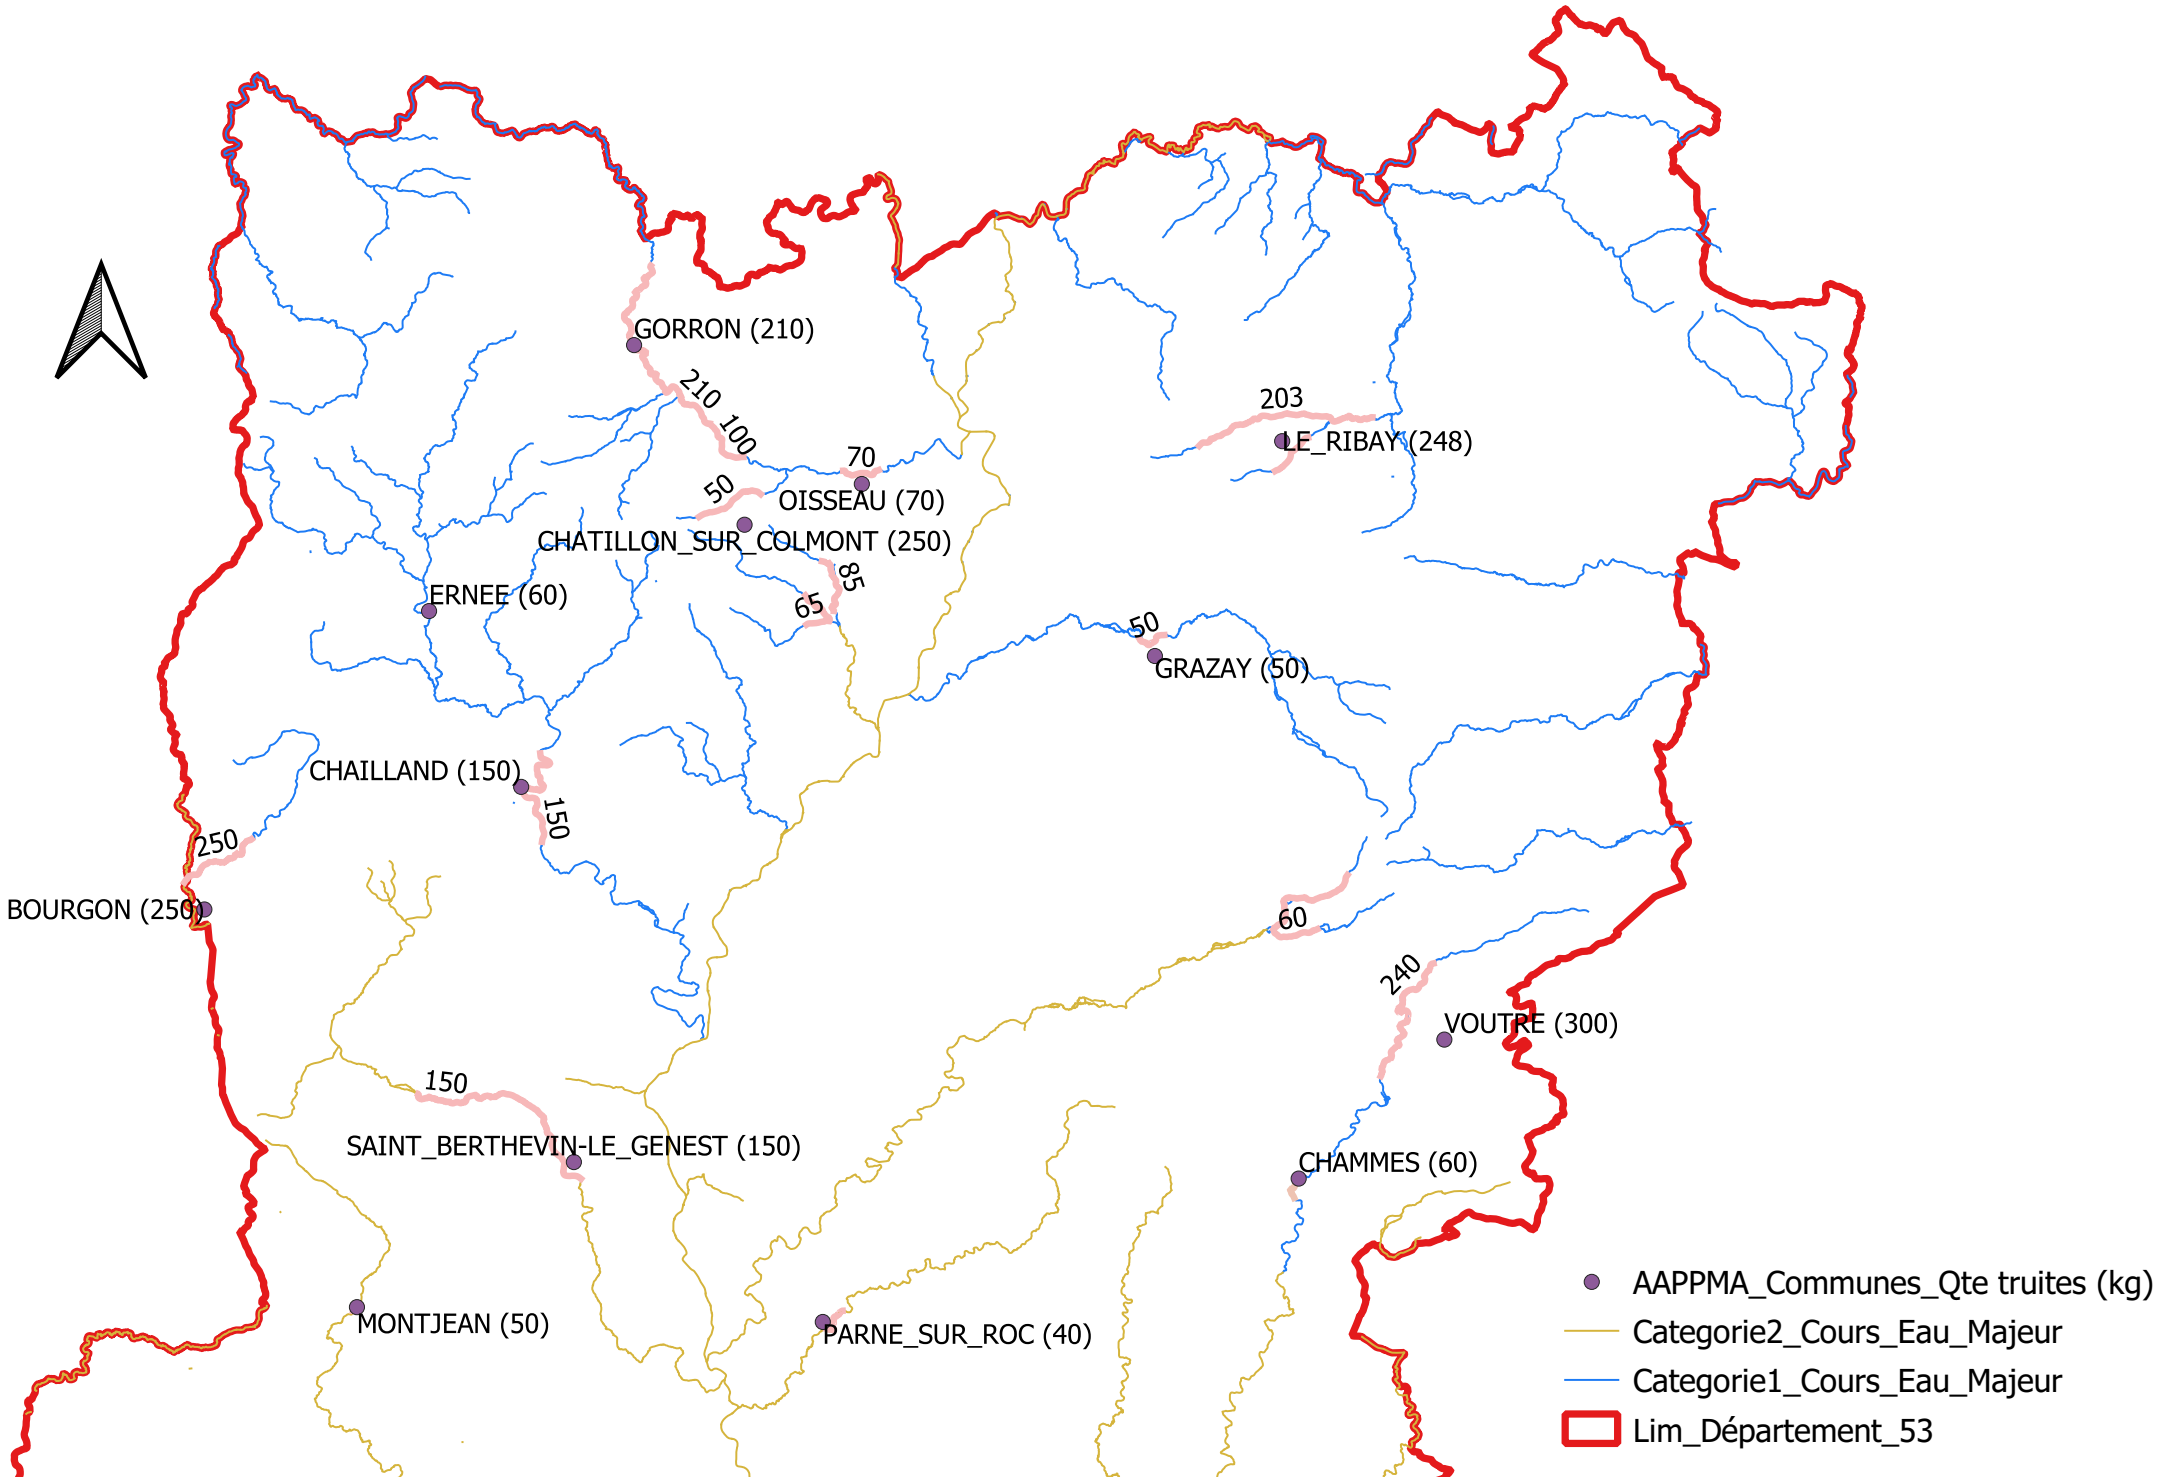 GORRON (210)
210
100
203
LE_RIBAY (248)
70
50
OISSEAU (70)
CHATILLON_SUR_COLMONT (250)
85
ERNEE (60)
65
50
GRAZAY (50)
CHAILLAND (150)
150
250
BOURGON (250)
60
240
VOUTRE (300)
150
SAINT_BERTHEVIN-LE_GENEST (150)
CHAMMES (60)
MONTJEAN (50)
PARNE_SUR_ROC (40)
AAPPMA_Communes_Qte truites (kg)
Categorie2_Cours_Eau_Majeur
Categorie1_Cours_Eau_Majeur
Lim_Département_53